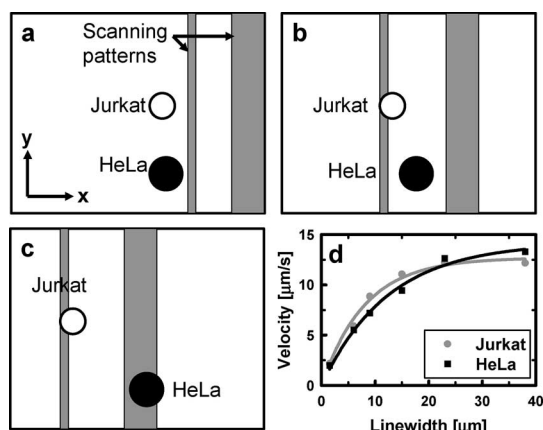 a
Scanning
patterns
Jurkat
HeLa
y
x
b
Jurkat
HeLa
c
Jurkat
HeLa
d
Velocity [μm/s]
15
10
5
0
Jurkat
HeLa
0 10 20 30 40
Linewidth [μm]